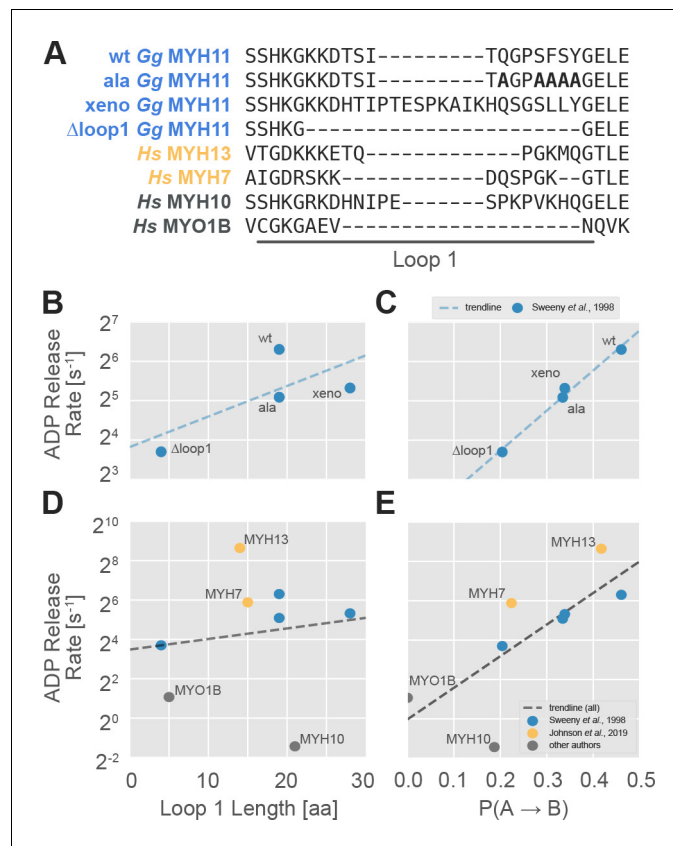 A
wt Gg MYH11 SSHKGKKDTSI---------TQGPSFSYGELE
ala Gg MYH11 SSHKGKKDTSI---------TAGPAAAAGELE
xeno Gg MYH11 SSHKGKKDHTIPTESPKAIKHQSGSLLYGELE
Δloop1 Gg MYH11 SSHKG-----------------------GELE
Hs MYH13 VTGDKKKETQ-------------PGKMQGTLE
Hs MYH7 AIGDRSKK------------DQSPGK--GTLE
Hs MYH10 SSHKGRKDHNIPE-------SPKPVKHQGELE
Hs MYO1B VCGKGAEV--------------------NQVK
Loop 1
B
ADP Release
Rate [s⁻¹]
2⁷
2⁶
2⁵
2⁴
2³
wt
ala
xeno
Δloop1
C
trendline
Sweeny et al., 1998
wt
xeno
ala
Δloop1
D
ADP Release
Rate [s⁻¹]
2¹⁰
2⁸
2⁶
2⁴
2²
2⁰
2⁻²
MYH13
MYH7
MYO1B
MYH10
0 10 20 30
Loop 1 Length [aa]
E
MYH13
MYH7
MYO1B
MYH10
trendline (all)
Sweeny et al., 1998
Johnson et al., 2019
other authors
0.0 0.1 0.2 0.3 0.4 0.5
P(A → B)